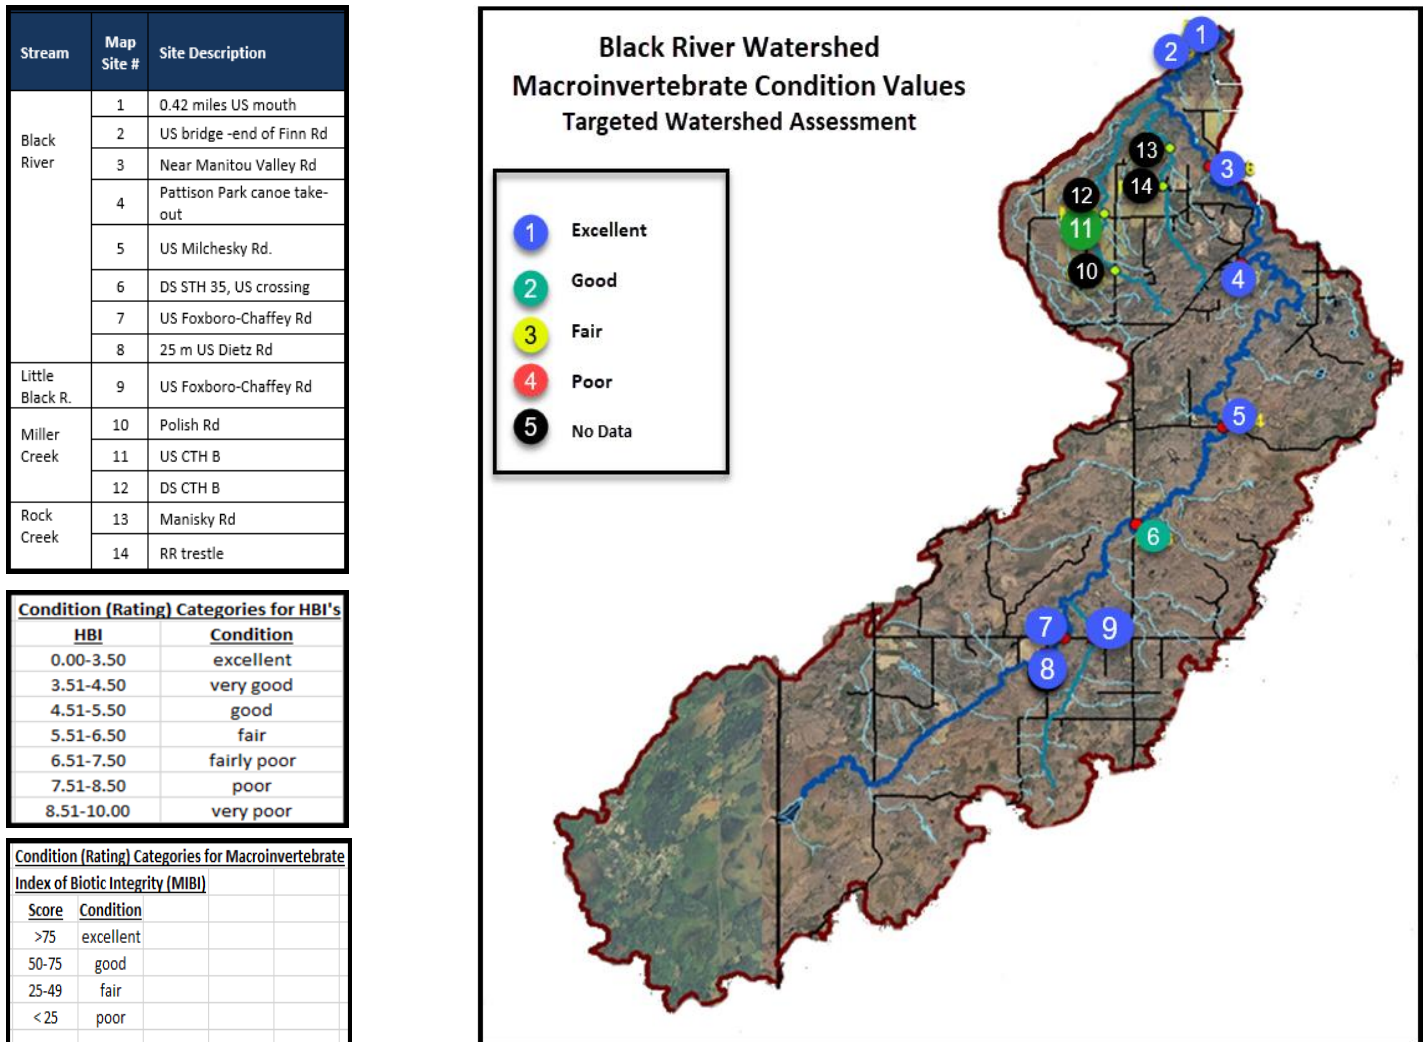 Stream Map Site # Site Description
Black River
1 0.42 miles US mouth
2 US bridge -end of Finn Rd
3 Near Manitou Valley Rd
4 Pattison Park canoe take-
out
5 US Milchesky Rd.
6 DS STH 35, US crossing
7 US Foxboro-Chaffey Rd
8 25 m US Dietz Rd
Little Black R. 9 US Foxboro-Chaffey Rd
Miller Creek
10 Polish Rd
11 US CTH B
12 DS CTH B
Rock Creek
13 Manisky Rd
14 RR trestle
Condition (Rating) Categories for HBI's
HBI Condition
0.00-3.50 excellent
3.51-4.50 very good
4.51-5.50 good
5.51-6.50 fair
6.51-7.50 fairly poor
7.51-8.50 poor
8.51-10.00 very poor
Condition (Rating) Categories for Macroinvertebrate
Index of Biotic Integrity (MIBI)
Score Condition
>75 excellent
50-75 good
25-49 fair
<25 poor
Black River Watershed
Macroinvertebrate Condition Values
Targeted Watershed Assessment
1 Excellent
2 Good
3 Fair
4 Poor
5 No Data
1
2
13
3
14
12
11
10
4
5
6
7
9
8